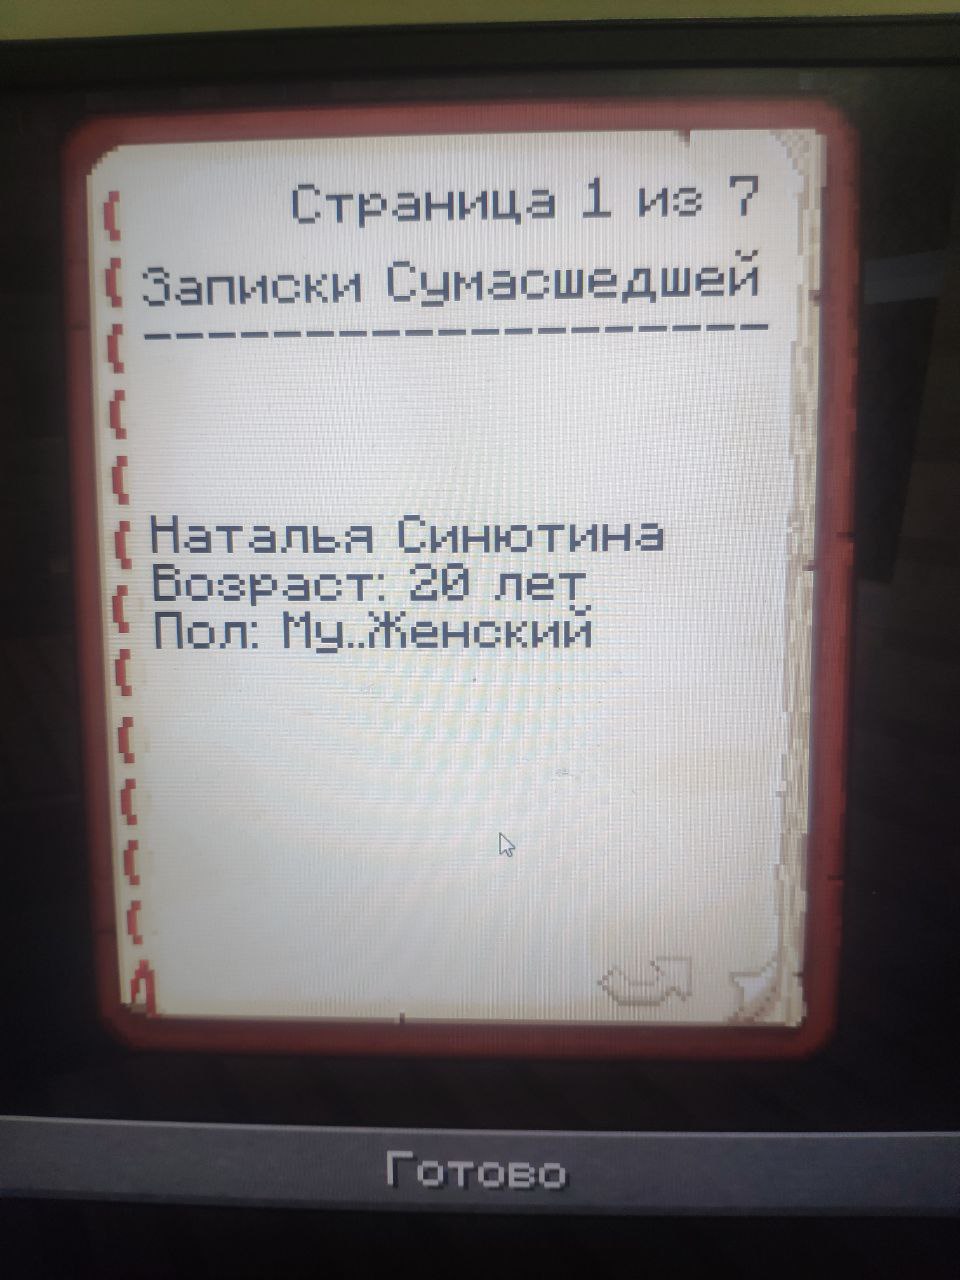 Страница 1 из 7
Записки Сумасшедшей
-------------------
Наталья Синютина
Возраст: 20 лет
Пол: Му..Женский
Готово